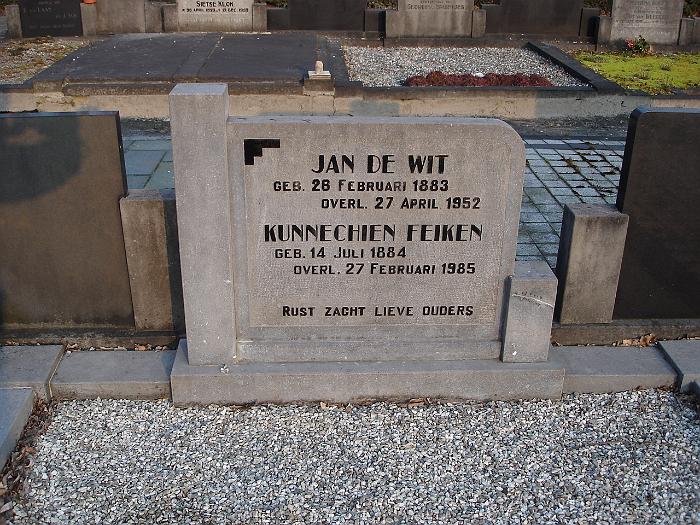 SIETSE KLOK
JAN DE WIT
GEB. 26 FEBRUARI 1883
OVERL. 27 APRIL 1952
KUNNECHIEN FEIKEN
GEB. 14 JULI 1884
OVERL. 27 FEBRUARI 1985
RUST ZACHT LIEVE OUDERS